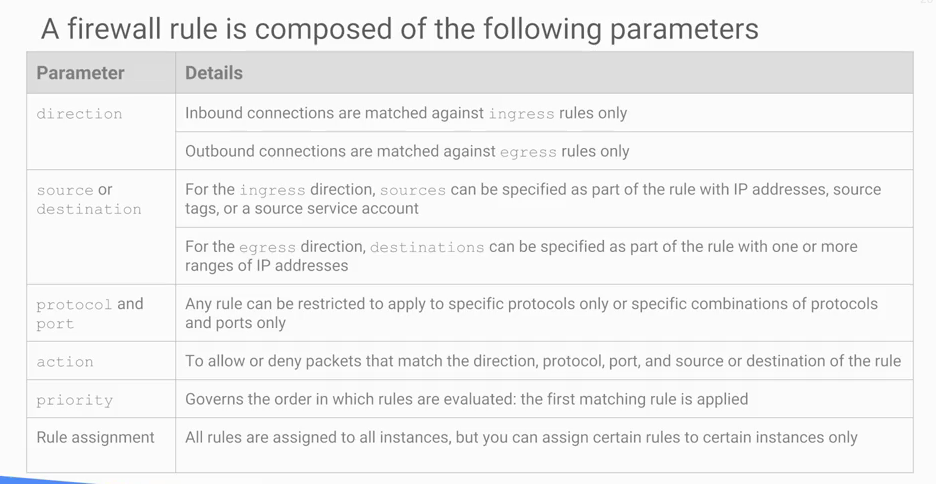 A firewall rule is composed of the following parameters
Parameter
Details
direction
Inbound connections are matched against ingress rules only
Outbound connections are matched against egress rules only
source or
destination
For the ingress direction, sources can be specified as part of the rule with IP addresses, source
tags, or a source service account
For the egress direction, destinations can be specified as part of the rule with one or more
ranges of IP addresses
protocol and
port
Any rule can be restricted to apply to specific protocols only or specific combinations of protocols
and ports only
action
To allow or deny packets that match the direction, protocol, port, and source or destination of the rule
priority
Governs the order in which rules are evaluated: the first matching rule is applied
Rule assignment
All rules are assigned to all instances, but you can assign certain rules to certain instances only